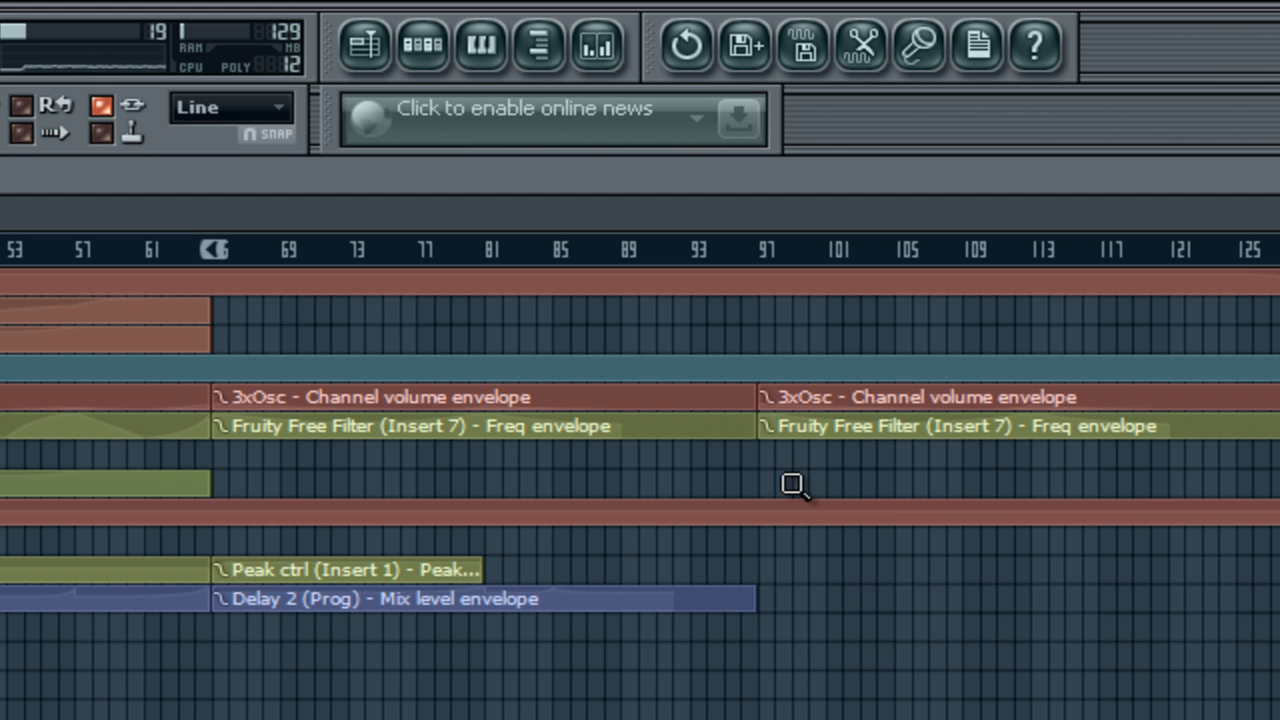 19 129
RAM MB
CPU POLY 12
R
Line
SNAP
Click to enable online news
?
53 57 61 69 73 77 81 85 89 93 97 101 105 109 113 117 121 125
3xOsc - Channel volume envelope 3xOsc - Channel volume envelope
Fruity Free Filter (Insert 7) - Freq envelope Fruity Free Filter (Insert 7) - Freq envelope
Peak ctrl (Insert 1) - Peak...
Delay 2 (Prog) - Mix level envelope